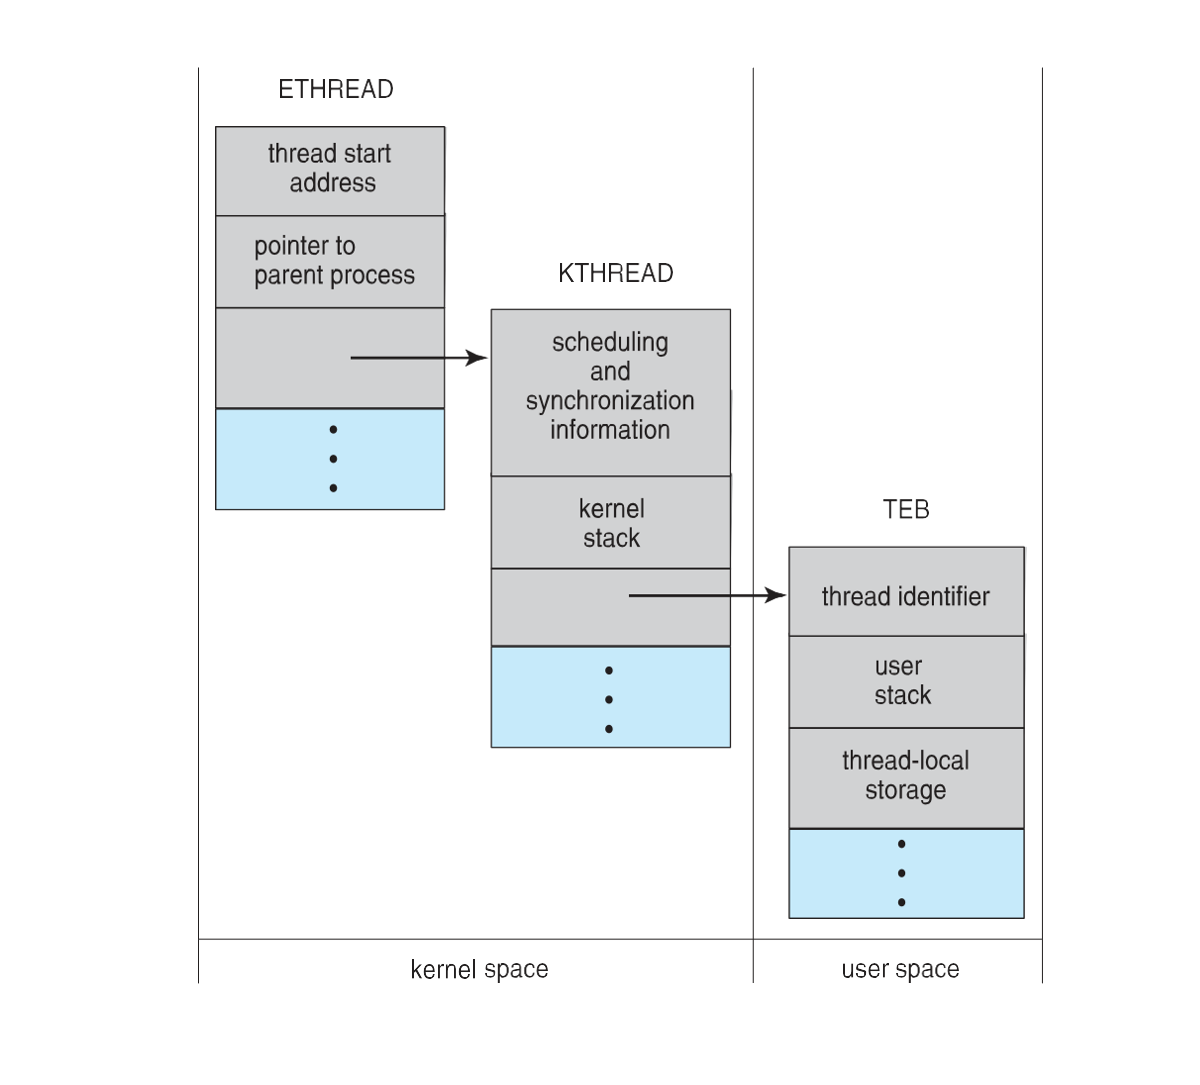 ETHREAD
thread start
address
pointer to
parent process
KTHREAD
scheduling
and
synchronization
information
kernel
stack
TEB
thread identifier
user
stack
thread-local
storage
kernel space
user space